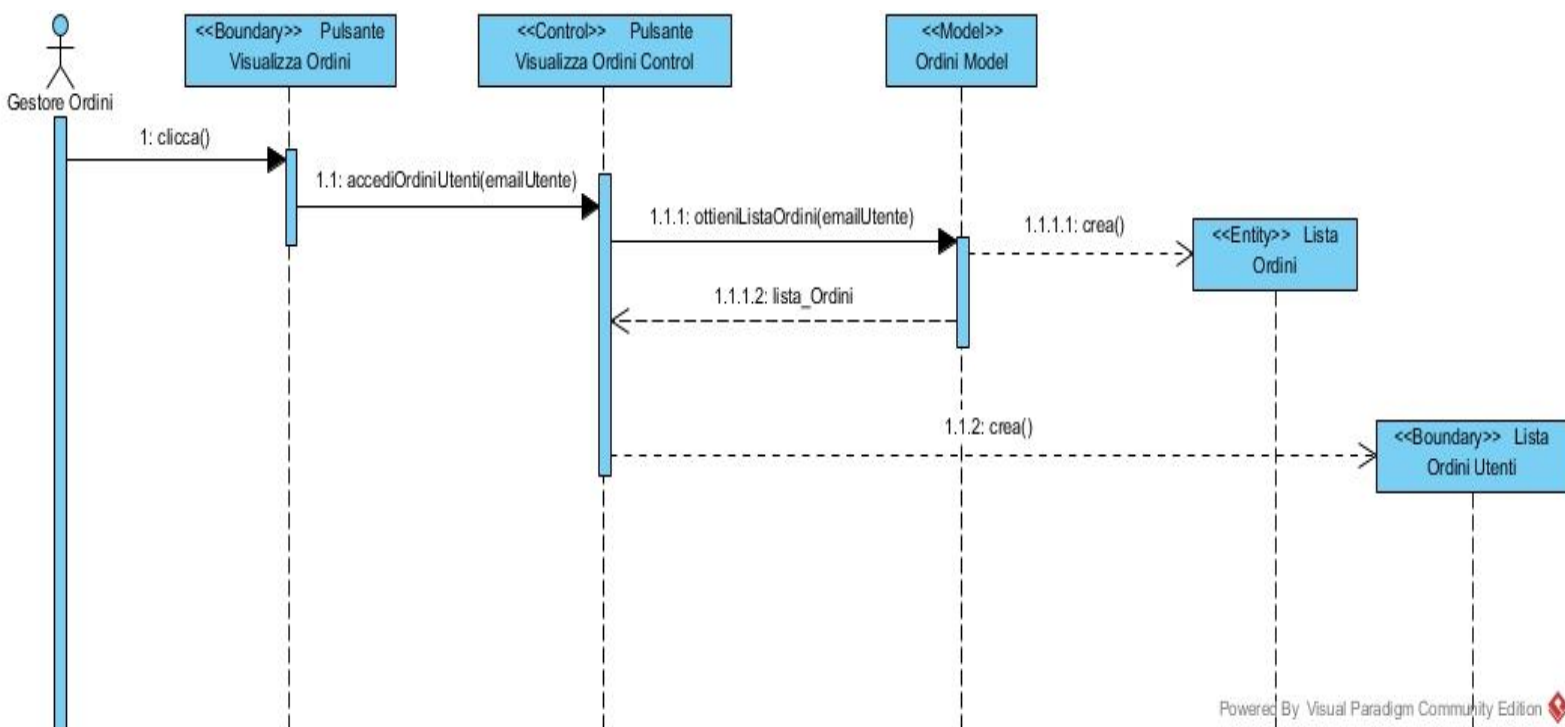 <<Boundary>> Pulsante
Visualizza Ordini
<<Control>> Pulsante
Visualizza Ordini Control
<<Model>>
Ordini Model
Gestore Ordini
1: clicca()
1.1: accediOrdiniUtenti(emailUtente)
1.1.1: ottieniListaOrdini(emailUtente)
1.1.1.1: crea()
<<Entity>> Lista
Ordini
1.1.1.2: lista_Ordini
1.1.2: crea()
<<Boundary>> Lista
Ordini Utenti
Powered By Visual Paradigm Community Edition